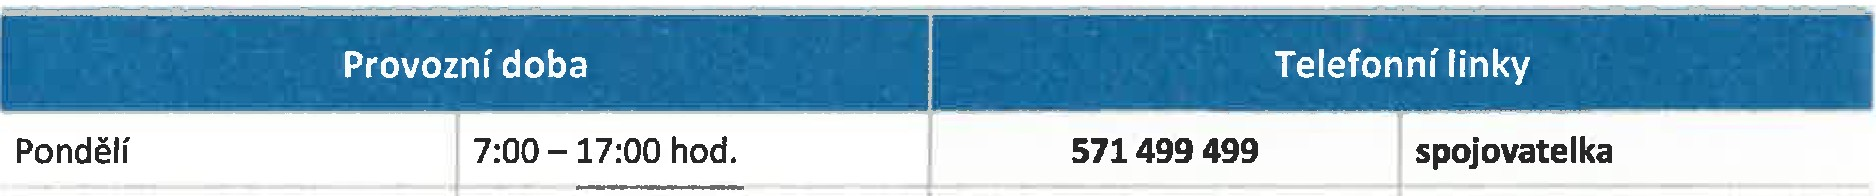 Provozní doba Telefonní linky
Pondělí 7:00 – 17:00 hod. 571 499 499 spojovatelka